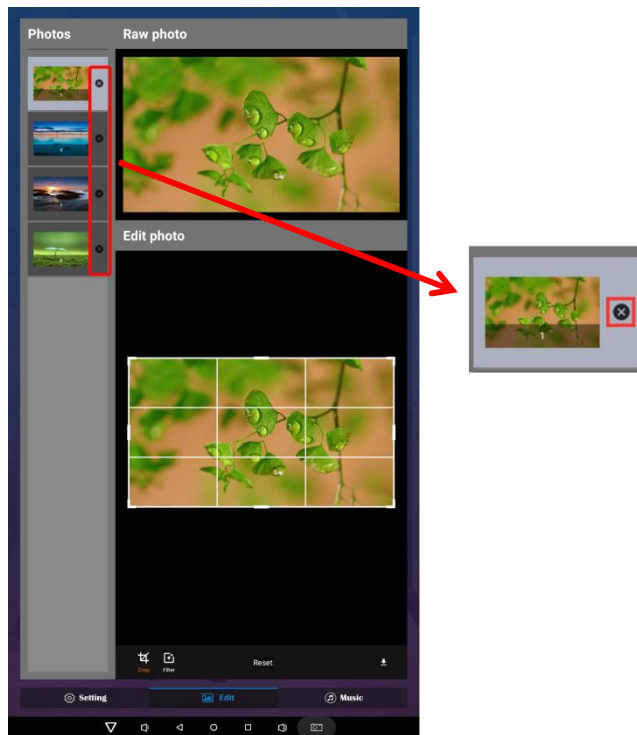 Photos
Raw photo
Edit photo
1
Crop
Filter
Reset
Setting
Edit
Music